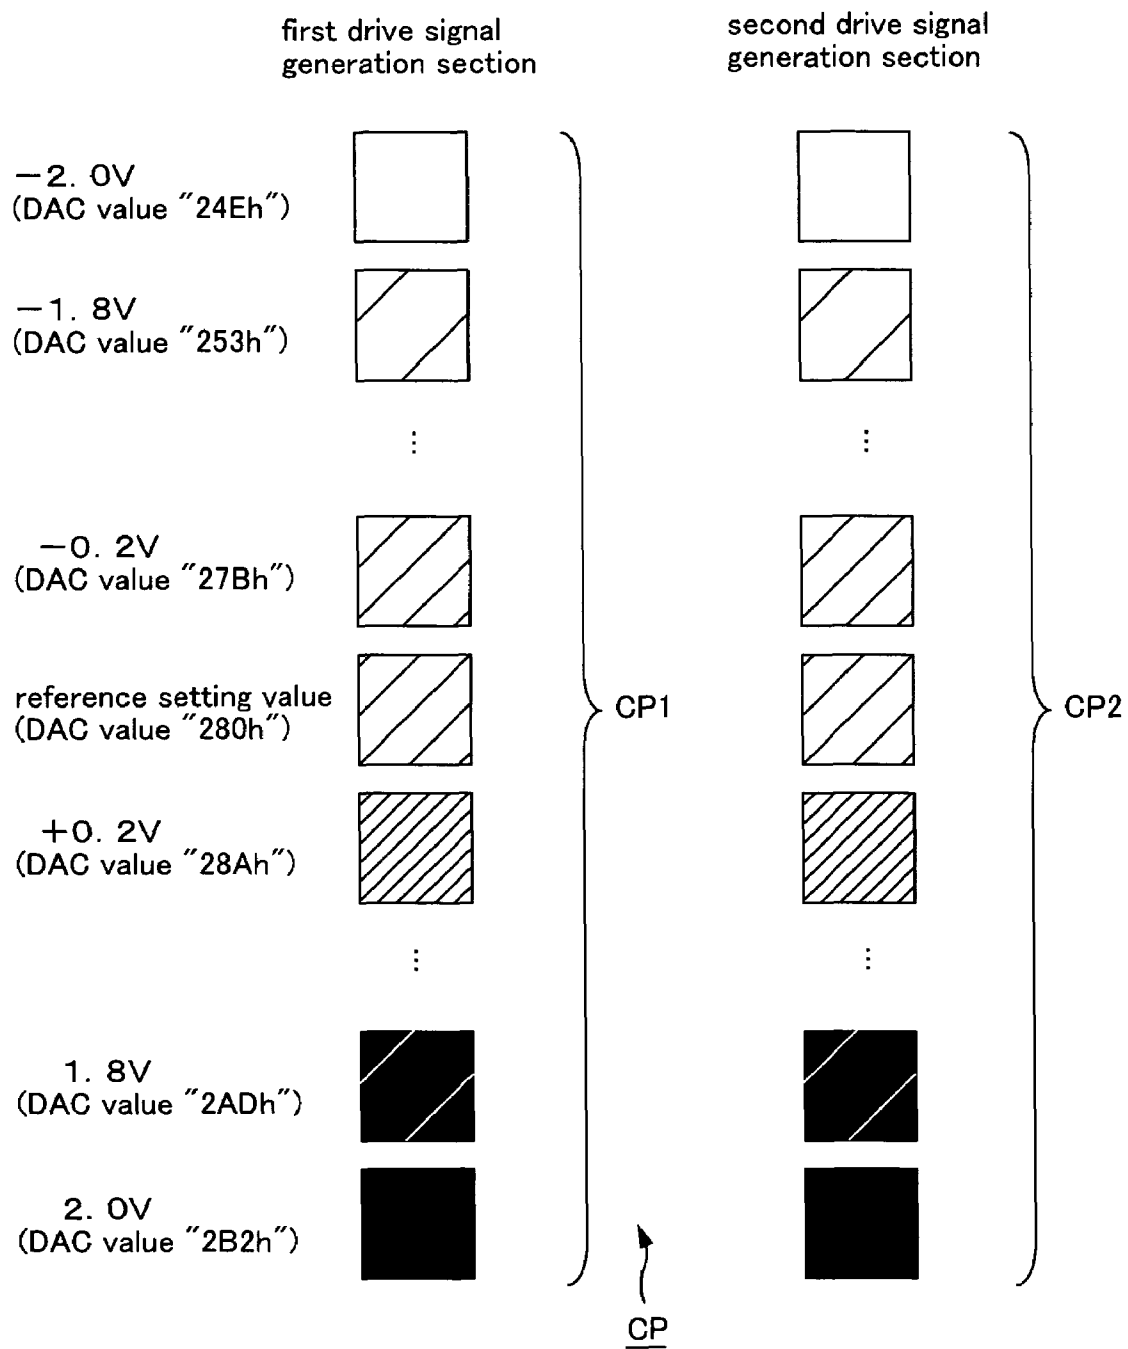 first drive signal
generation section
second drive signal
generation section
−2. 0V
(DAC value ″24Eh″)
−1. 8V
(DAC value ″253h″)
⋮
⋮
−0. 2V
(DAC value ″27Bh″)
reference setting value
(DAC value ″280h″)
CP1
CP2
+0. 2V
(DAC value ″28Ah″)
⋮
⋮
1. 8V
(DAC value ″2ADh″)
2. 0V
(DAC value ″2B2h″)
CP